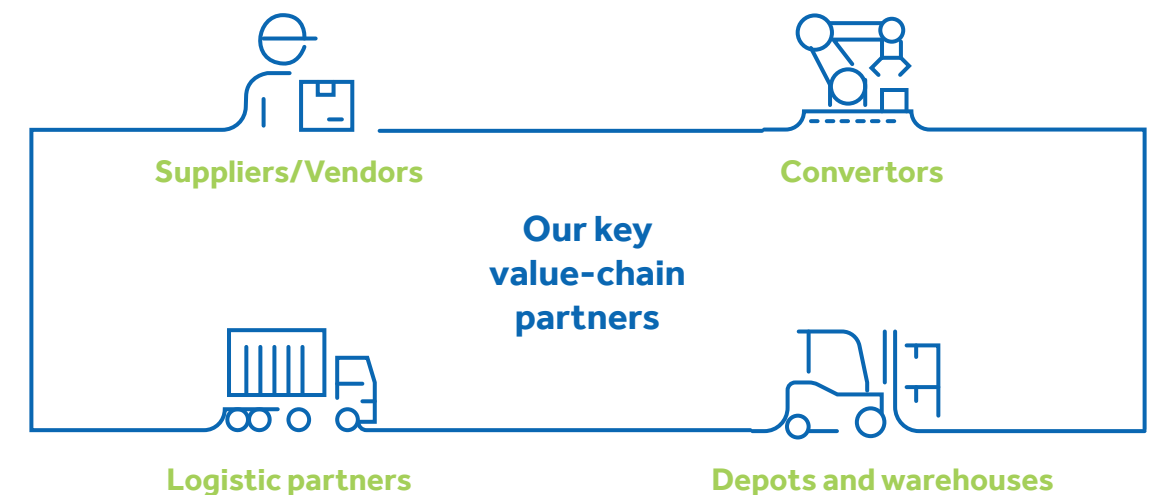 Suppliers/Vendors
Convertors
Our key
value-chain
partners
Logistic partners
Depots and warehouses